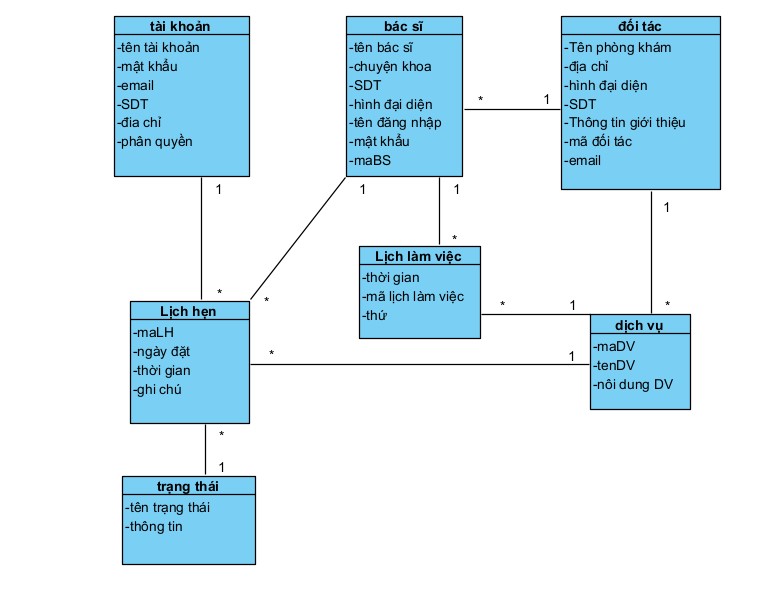 tài khoản
-tên tài khoản
-mật khẩu
-email
-SDT
-đia chỉ
-phân quyền
bác sĩ
-tên bác sĩ
-chuyện khoa
-SDT
-hình đại diện
-tên đăng nhập
-mật khẩu
-maBS
đối tác
-Tên phòng khám
-địa chỉ
-hình đại diện
-SDT
-Thông tin giới thiệu
-mã đối tác
-email
*
1
1
1
1
1
*
*
*
*
Lịch làm việc
-thời gian
-mã lịch làm việc
-thứ
*
1
Lịch hẹn
-maLH
-ngày đặt
-thời gian
-ghi chú
dịch vụ
-maDV
-tenDV
-nôi dung DV
*
1
*
1
trạng thái
-tên trạng thái
-thông tin